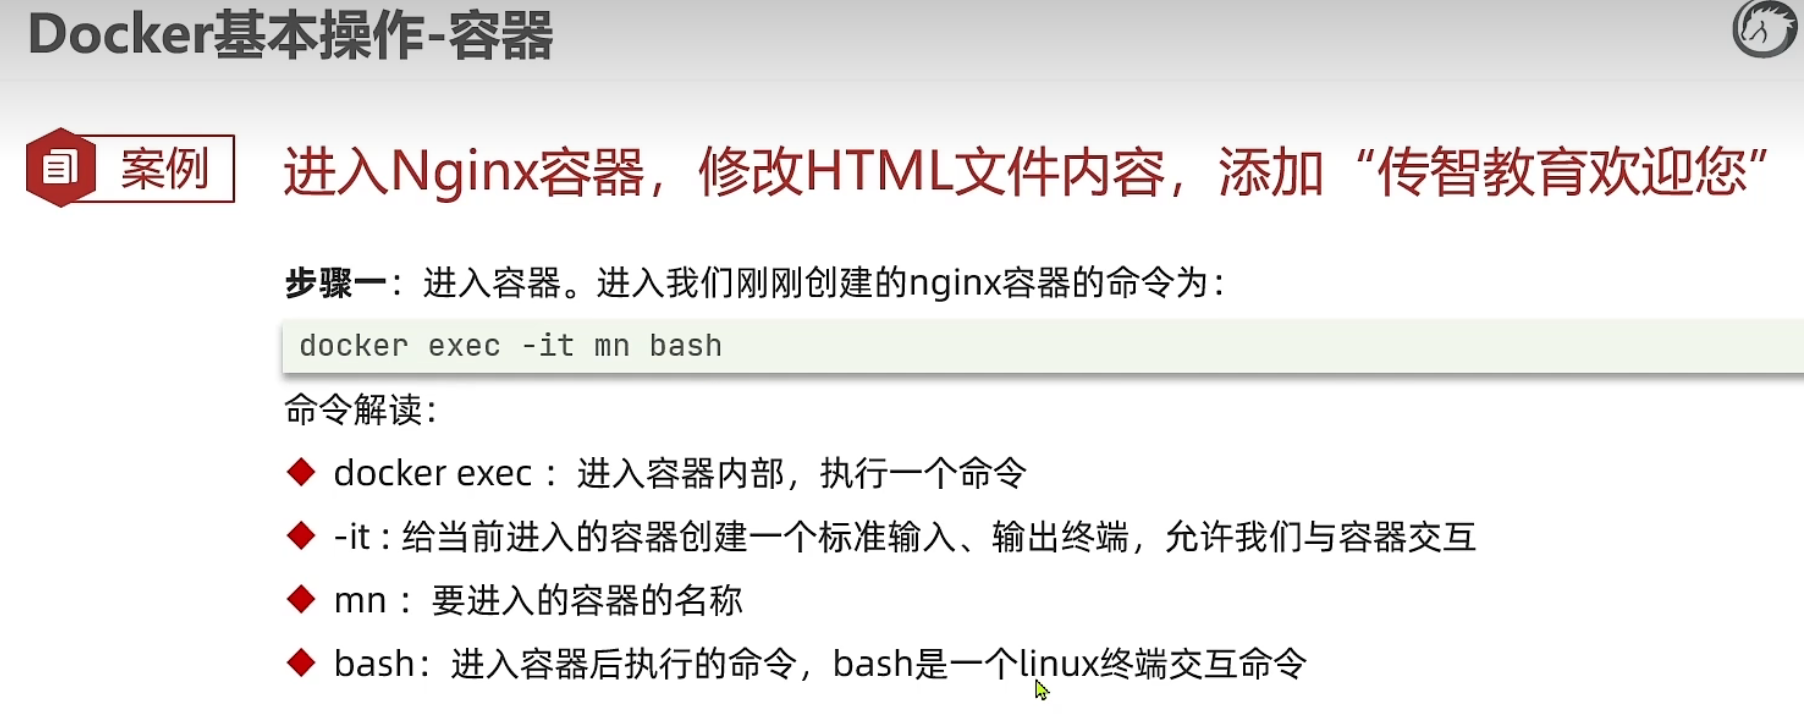 Docker基本操作-容器
案例
进入Nginx容器，修改HTML文件内容，添加“传智教育欢迎您”
步骤一：进入容器。进入我们刚刚创建的nginx容器的命令为：
docker exec -it mn bash
命令解读：
docker exec ：进入容器内部，执行一个命令
-it : 给当前进入的容器创建一个标准输入、输出终端，允许我们与容器交互
mn ：要进入的容器的名称
bash：进入容器后执行的命令，bash是一个linux终端交互命令